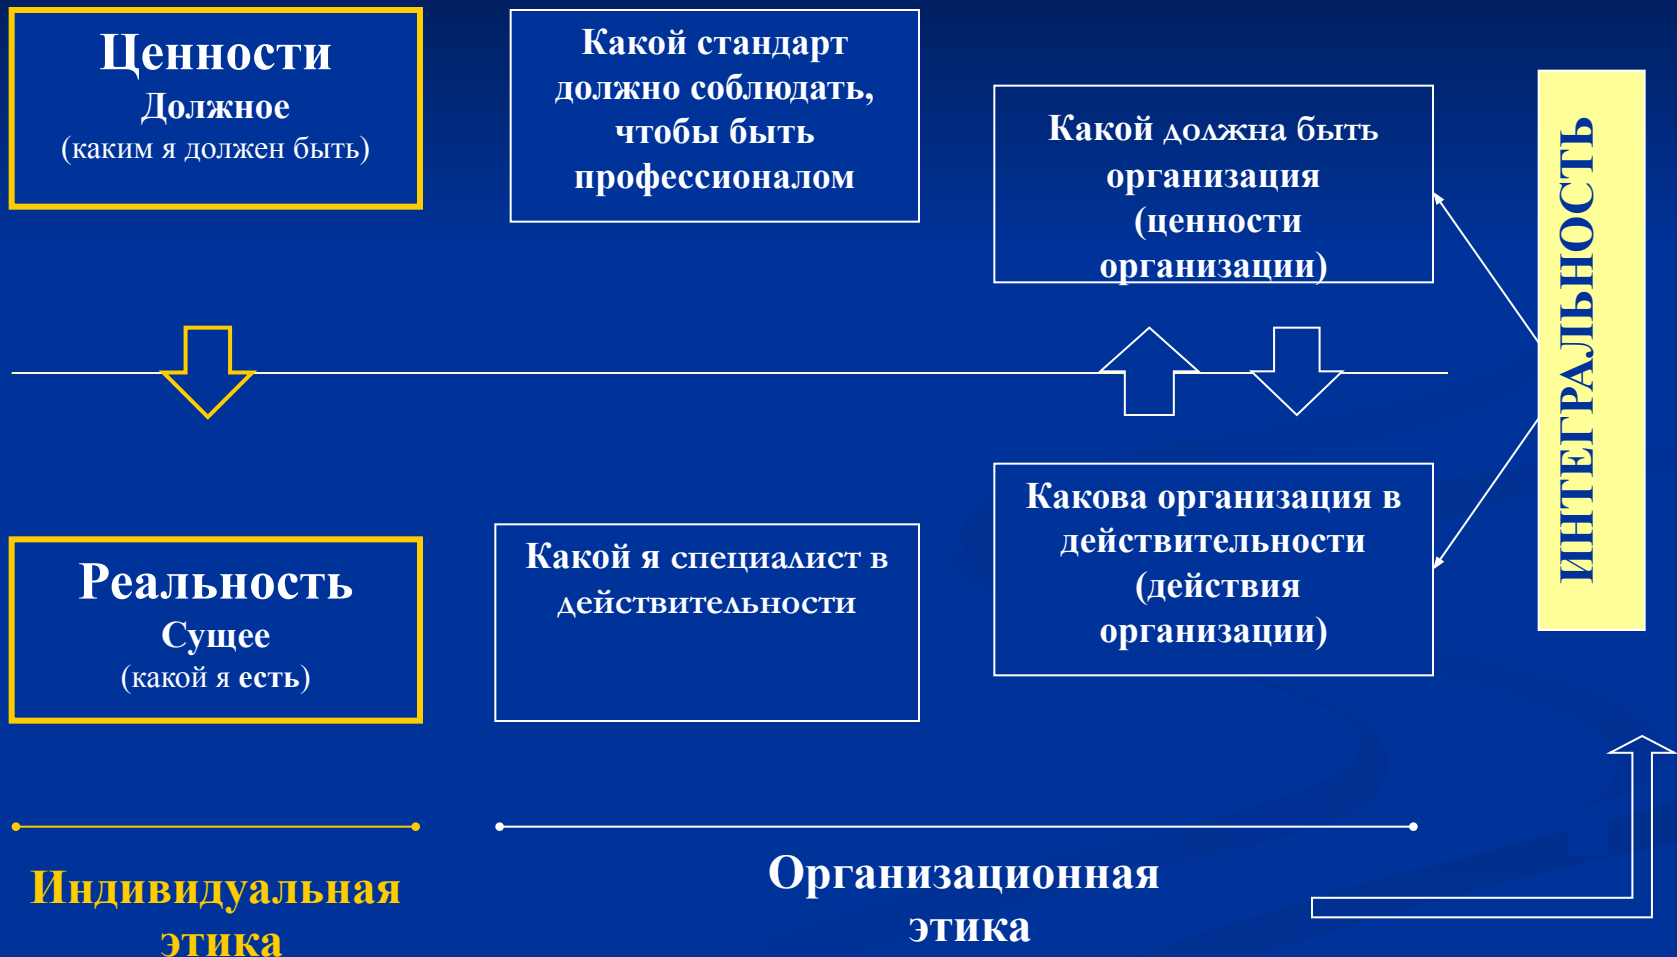 Ценности
Должное
(каким я должен быть)
Какой стандарт
должно соблюдать,
чтобы быть
профессионалом
Какой должна быть
организация
(ценности
организации)
ИНТЕГРАЛЬНОСТЬ
Реальность
Сущее
(какой я есть)
Какой я специалист в
действительности
Какова организация в
действительности
(действия
организации)
Индивидуальная
этика
Организационная
этика